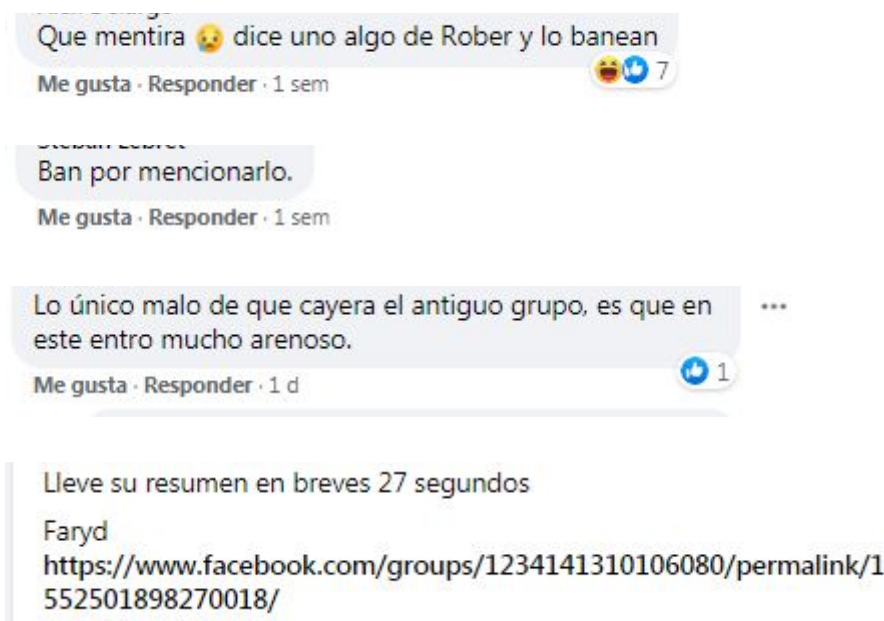 Que mentira 😥 dice uno algo de Rober y lo banean
7
Me gusta · Responder · 1 sem
Ban por mencionarlo.
Me gusta · Responder · 1 sem
Lo único malo de que cayera el antiguo grupo, es que en
este entro mucho arenoso.
1
Me gusta · Responder · 1 d
Lleve su resumen en breves 27 segundos
Faryd
https://www.facebook.com/groups/1234141310106080/permalink/1
552501898270018/